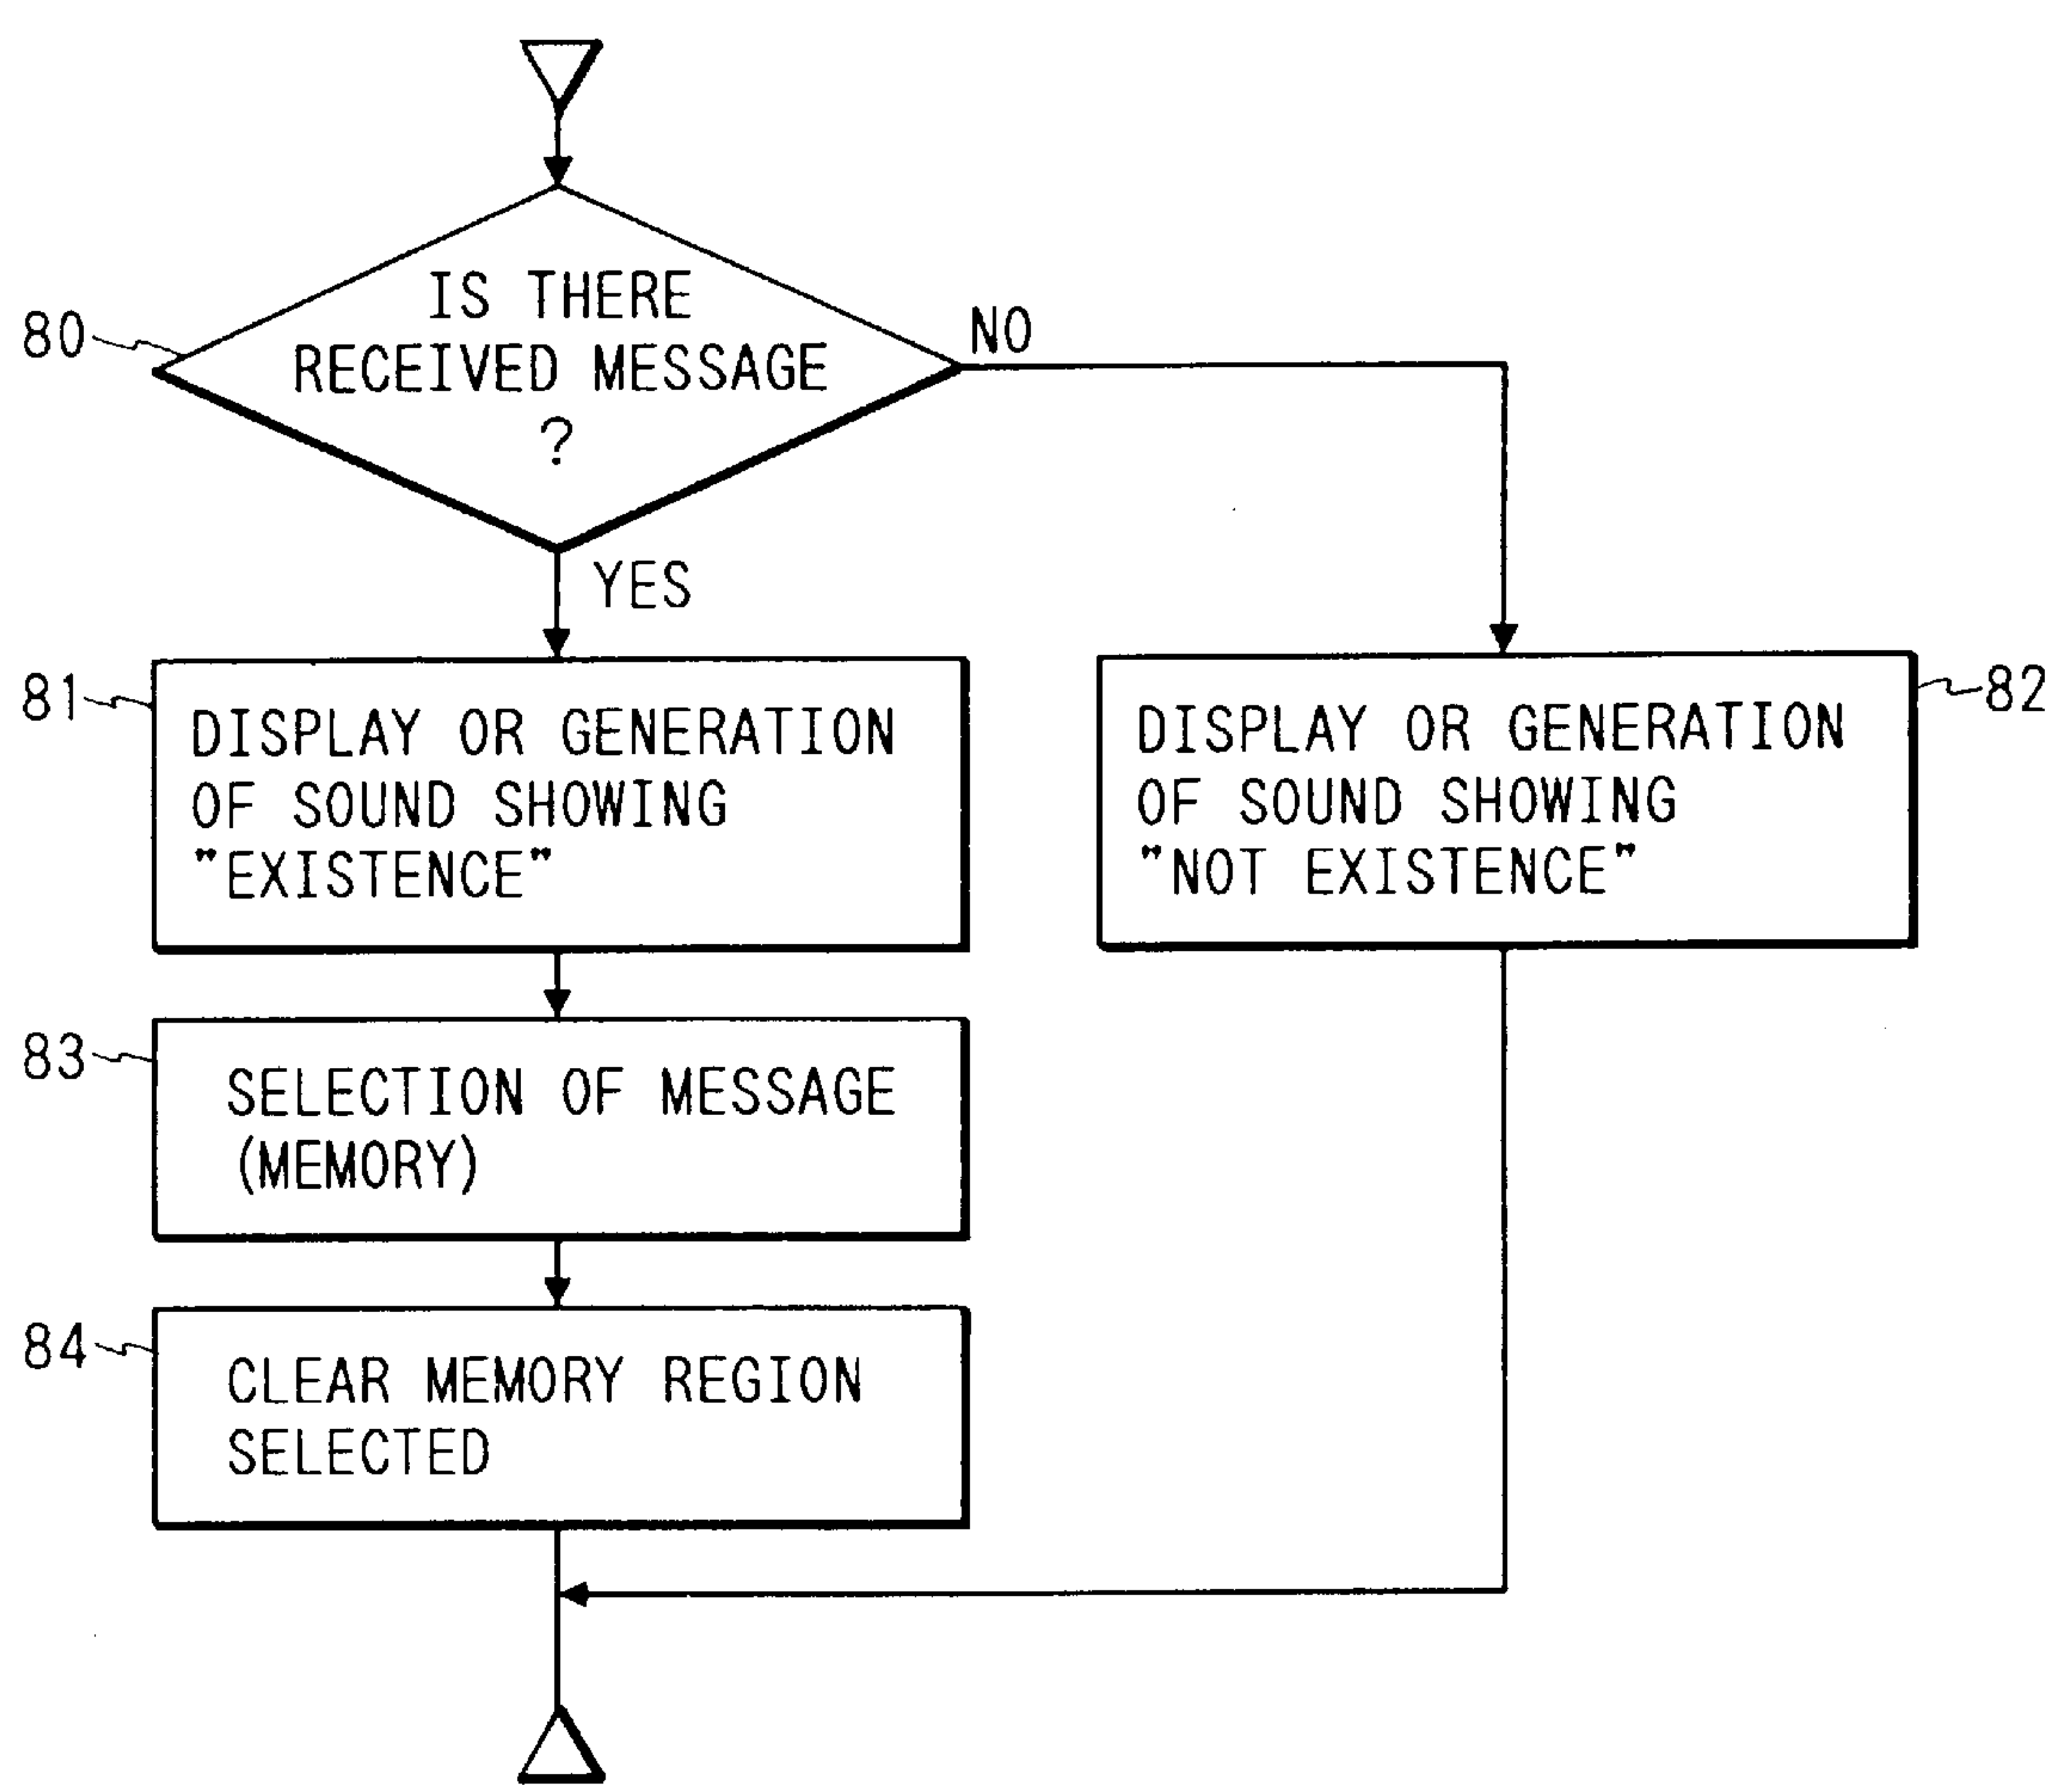 IS THERE
RECEIVED MESSAGE
?
80
NO
YES
81
DISPLAY OR GENERATION
OF SOUND SHOWING
"EXISTENCE"
82
DISPLAY OR GENERATION
OF SOUND SHOWING
"NOT EXISTENCE"
83
SELECTION OF MESSAGE
(MEMORY)
84
CLEAR MEMORY REGION
SELECTED